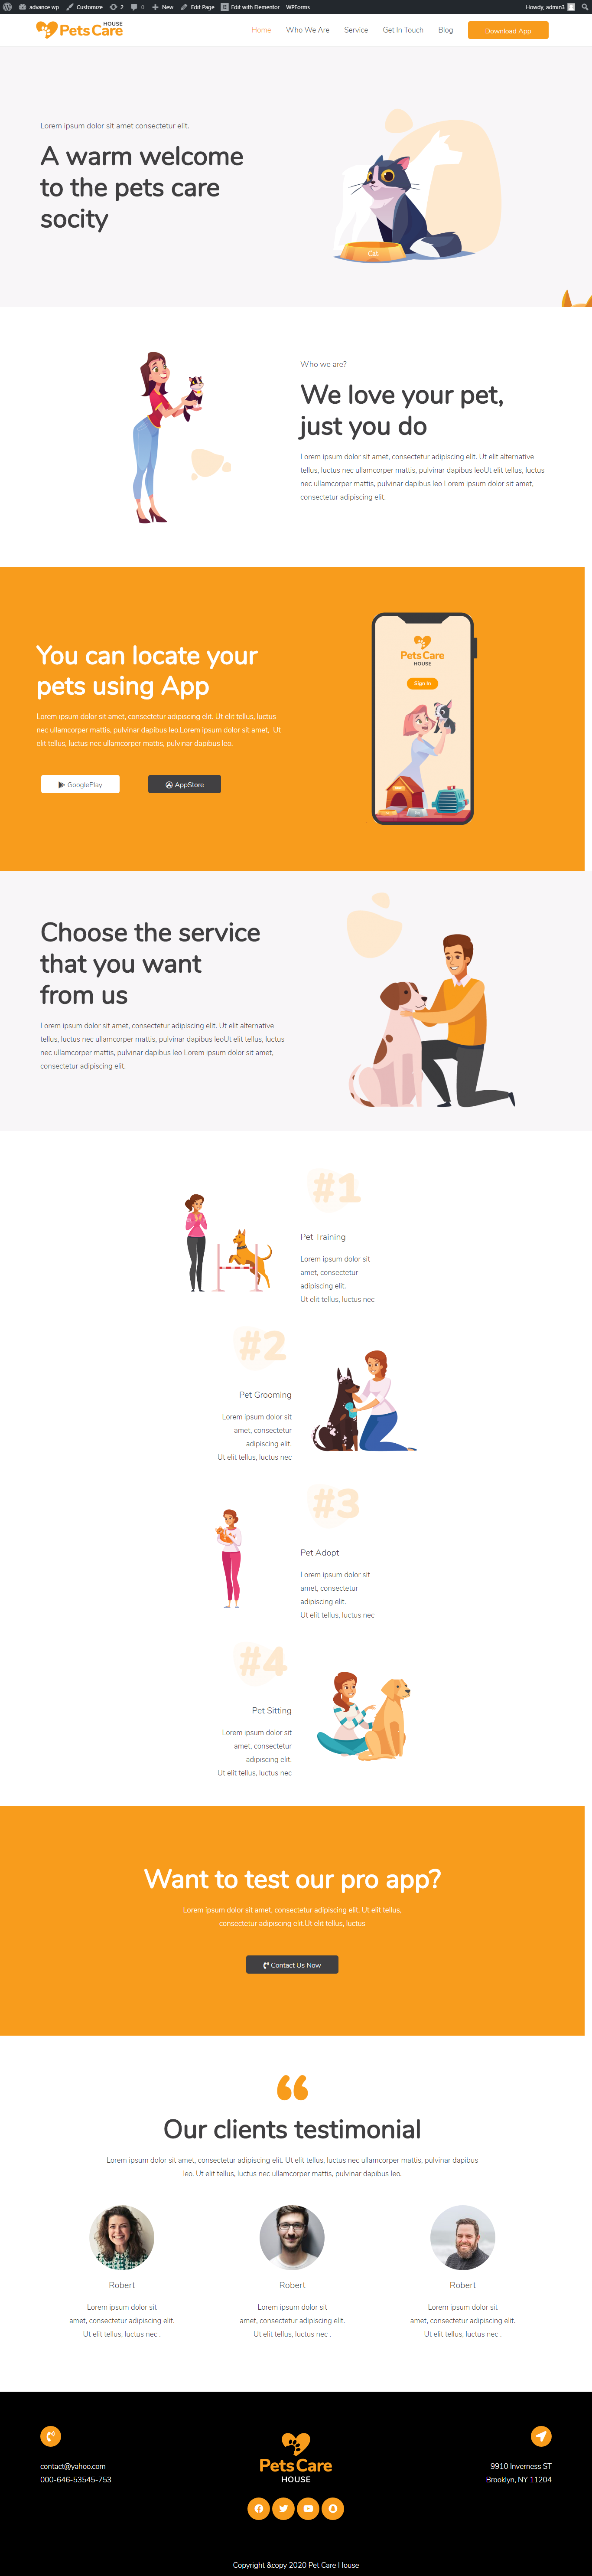 advance wp Customize 2 0 New Edit Page Edit with Elementor WPForms Howdy, admin3
Pets Care HOUSE
Home Who We Are Service Get In Touch Blog Download App
Lorem ipsum dolor sit amet consectetur elit.
A warm welcome
to the pets care
socity
Cat
Who we are?
We love your pet,
just you do
Lorem ipsum dolor sit amet, consectetur adipiscing elit. Ut elit alternative
tellus, luctus nec ullamcorper mattis, pulvinar dapibus leoUt elit tellus, luctus
nec ullamcorper mattis, pulvinar dapibus leo Lorem ipsum dolor sit amet,
consectetur adipiscing elit.
You can locate your
pets using App
Lorem ipsum dolor sit amet, consectetur adipiscing elit. Ut elit tellus, luctus
nec ullamcorper mattis, pulvinar dapibus leo.Lorem ipsum dolor sit amet, Ut
elit tellus, luctus nec ullamcorper mattis, pulvinar dapibus leo.
GooglePlay
AppStore
Pets Care
HOUSE
Sign In
Choose the service
that you want
from us
Lorem ipsum dolor sit amet, consectetur adipiscing elit. Ut elit alternative
tellus, luctus nec ullamcorper mattis, pulvinar dapibus leoUt elit tellus, luctus
nec ullamcorper mattis, pulvinar dapibus leo Lorem ipsum dolor sit amet,
consectetur adipiscing elit.
#1
Pet Training
Lorem ipsum dolor sit
amet, consectetur
adipiscing elit.
Ut elit tellus, luctus nec
#2
Pet Grooming
Lorem ipsum dolor sit
amet, consectetur
adipiscing elit.
Ut elit tellus, luctus nec
#3
Pet Adopt
Lorem ipsum dolor sit
amet, consectetur
adipiscing elit.
Ut elit tellus, luctus nec
#4
Pet Sitting
Lorem ipsum dolor sit
amet, consectetur
adipiscing elit.
Ut elit tellus, luctus nec
Want to test our pro app?
Lorem ipsum dolor sit amet, consectetur adipiscing elit. Ut elit tellus,
consectetur adipiscing elit.Ut elit tellus, luctus
Contact Us Now
“
Our clients testimonial
Lorem ipsum dolor sit amet, consectetur adipiscing elit. Ut elit tellus, luctus nec ullamcorper mattis, pulvinar dapibus
leo. Ut elit tellus, luctus nec ullamcorper mattis, pulvinar dapibus leo.
Robert
Lorem ipsum dolor sit
amet, consectetur adipiscing elit.
Ut elit tellus, luctus nec .
Robert
Lorem ipsum dolor sit
amet, consectetur adipiscing elit.
Ut elit tellus, luctus nec .
Robert
Lorem ipsum dolor sit
amet, consectetur adipiscing elit.
Ut elit tellus, luctus nec .
contact@yahoo.com
000-646-53545-753
Pets Care
HOUSE
9910 Inverness ST
Brooklyn, NY 11204
Copyright &copy 2020 Pet Care House